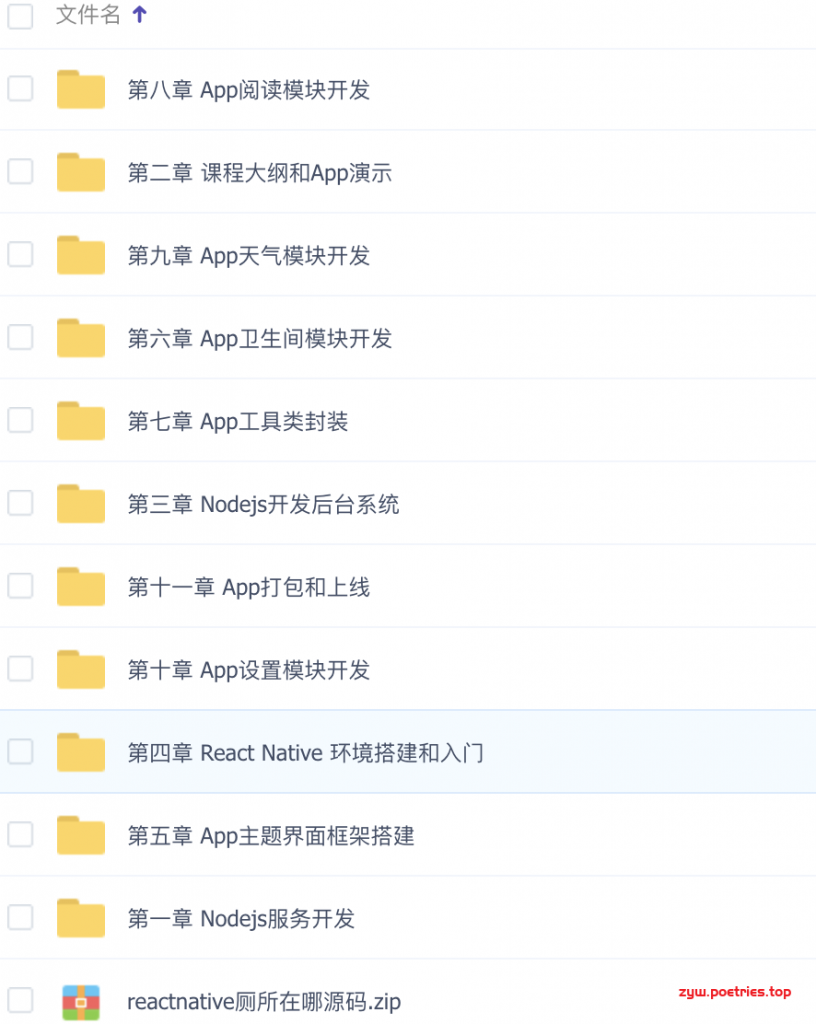 文件名
第八章 App阅读模块开发
第二章 课程大纲和App演示
第九章 App天气模块开发
第六章 App卫生间模块开发
第七章 App工具类封装
第三章 Nodejs开发后台系统
第十一章 App打包和上线
第十章 App设置模块开发
第四章 React Native 环境搭建和入门
第五章 App主题界面框架搭建
第一章 Nodejs服务开发
reactnative厕所在哪源码.zip
zyw.poetries.top